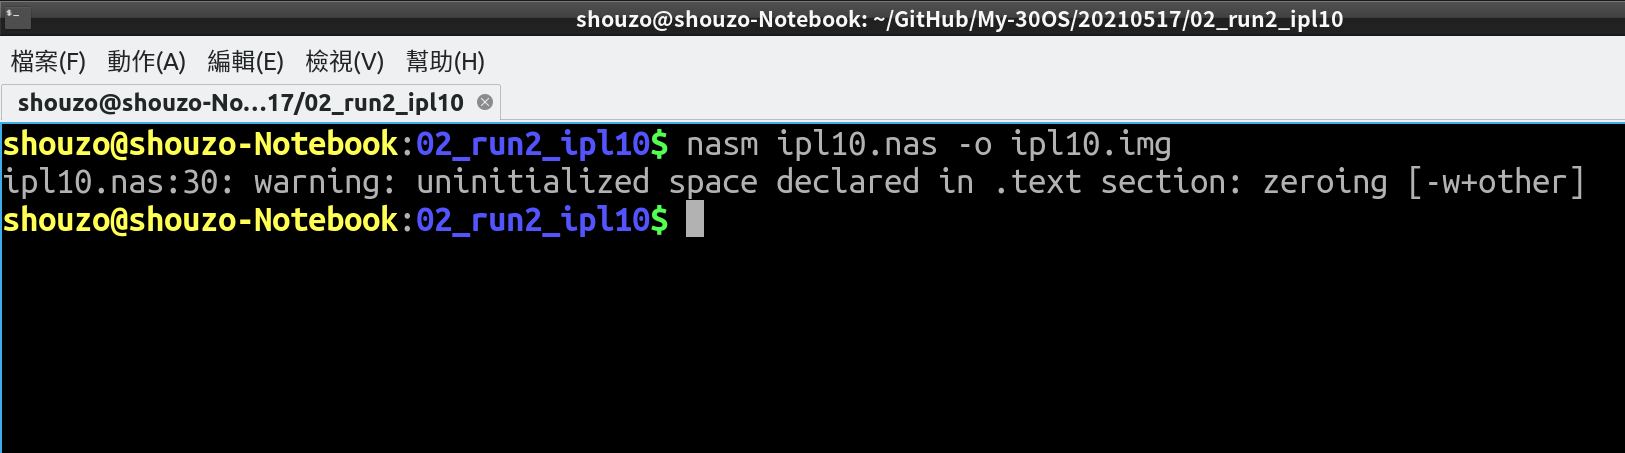 shouzo@shouzo-Notebook: ~/GitHub/My-30OS/20210517/02_run2_ipl10
檔案(F) 動作(A) 編輯(E) 檢視(V) 幫助(H)
shouzo@shouzo-No...17/02_run2_ipl10
shouzo@shouzo-Notebook:02_run2_ipl10$ nasm ipl10.nas -o ipl10.img
ipl10.nas:30: warning: uninitialized space declared in .text section: zeroing [-w+other]
shouzo@shouzo-Notebook:02_run2_ipl10$